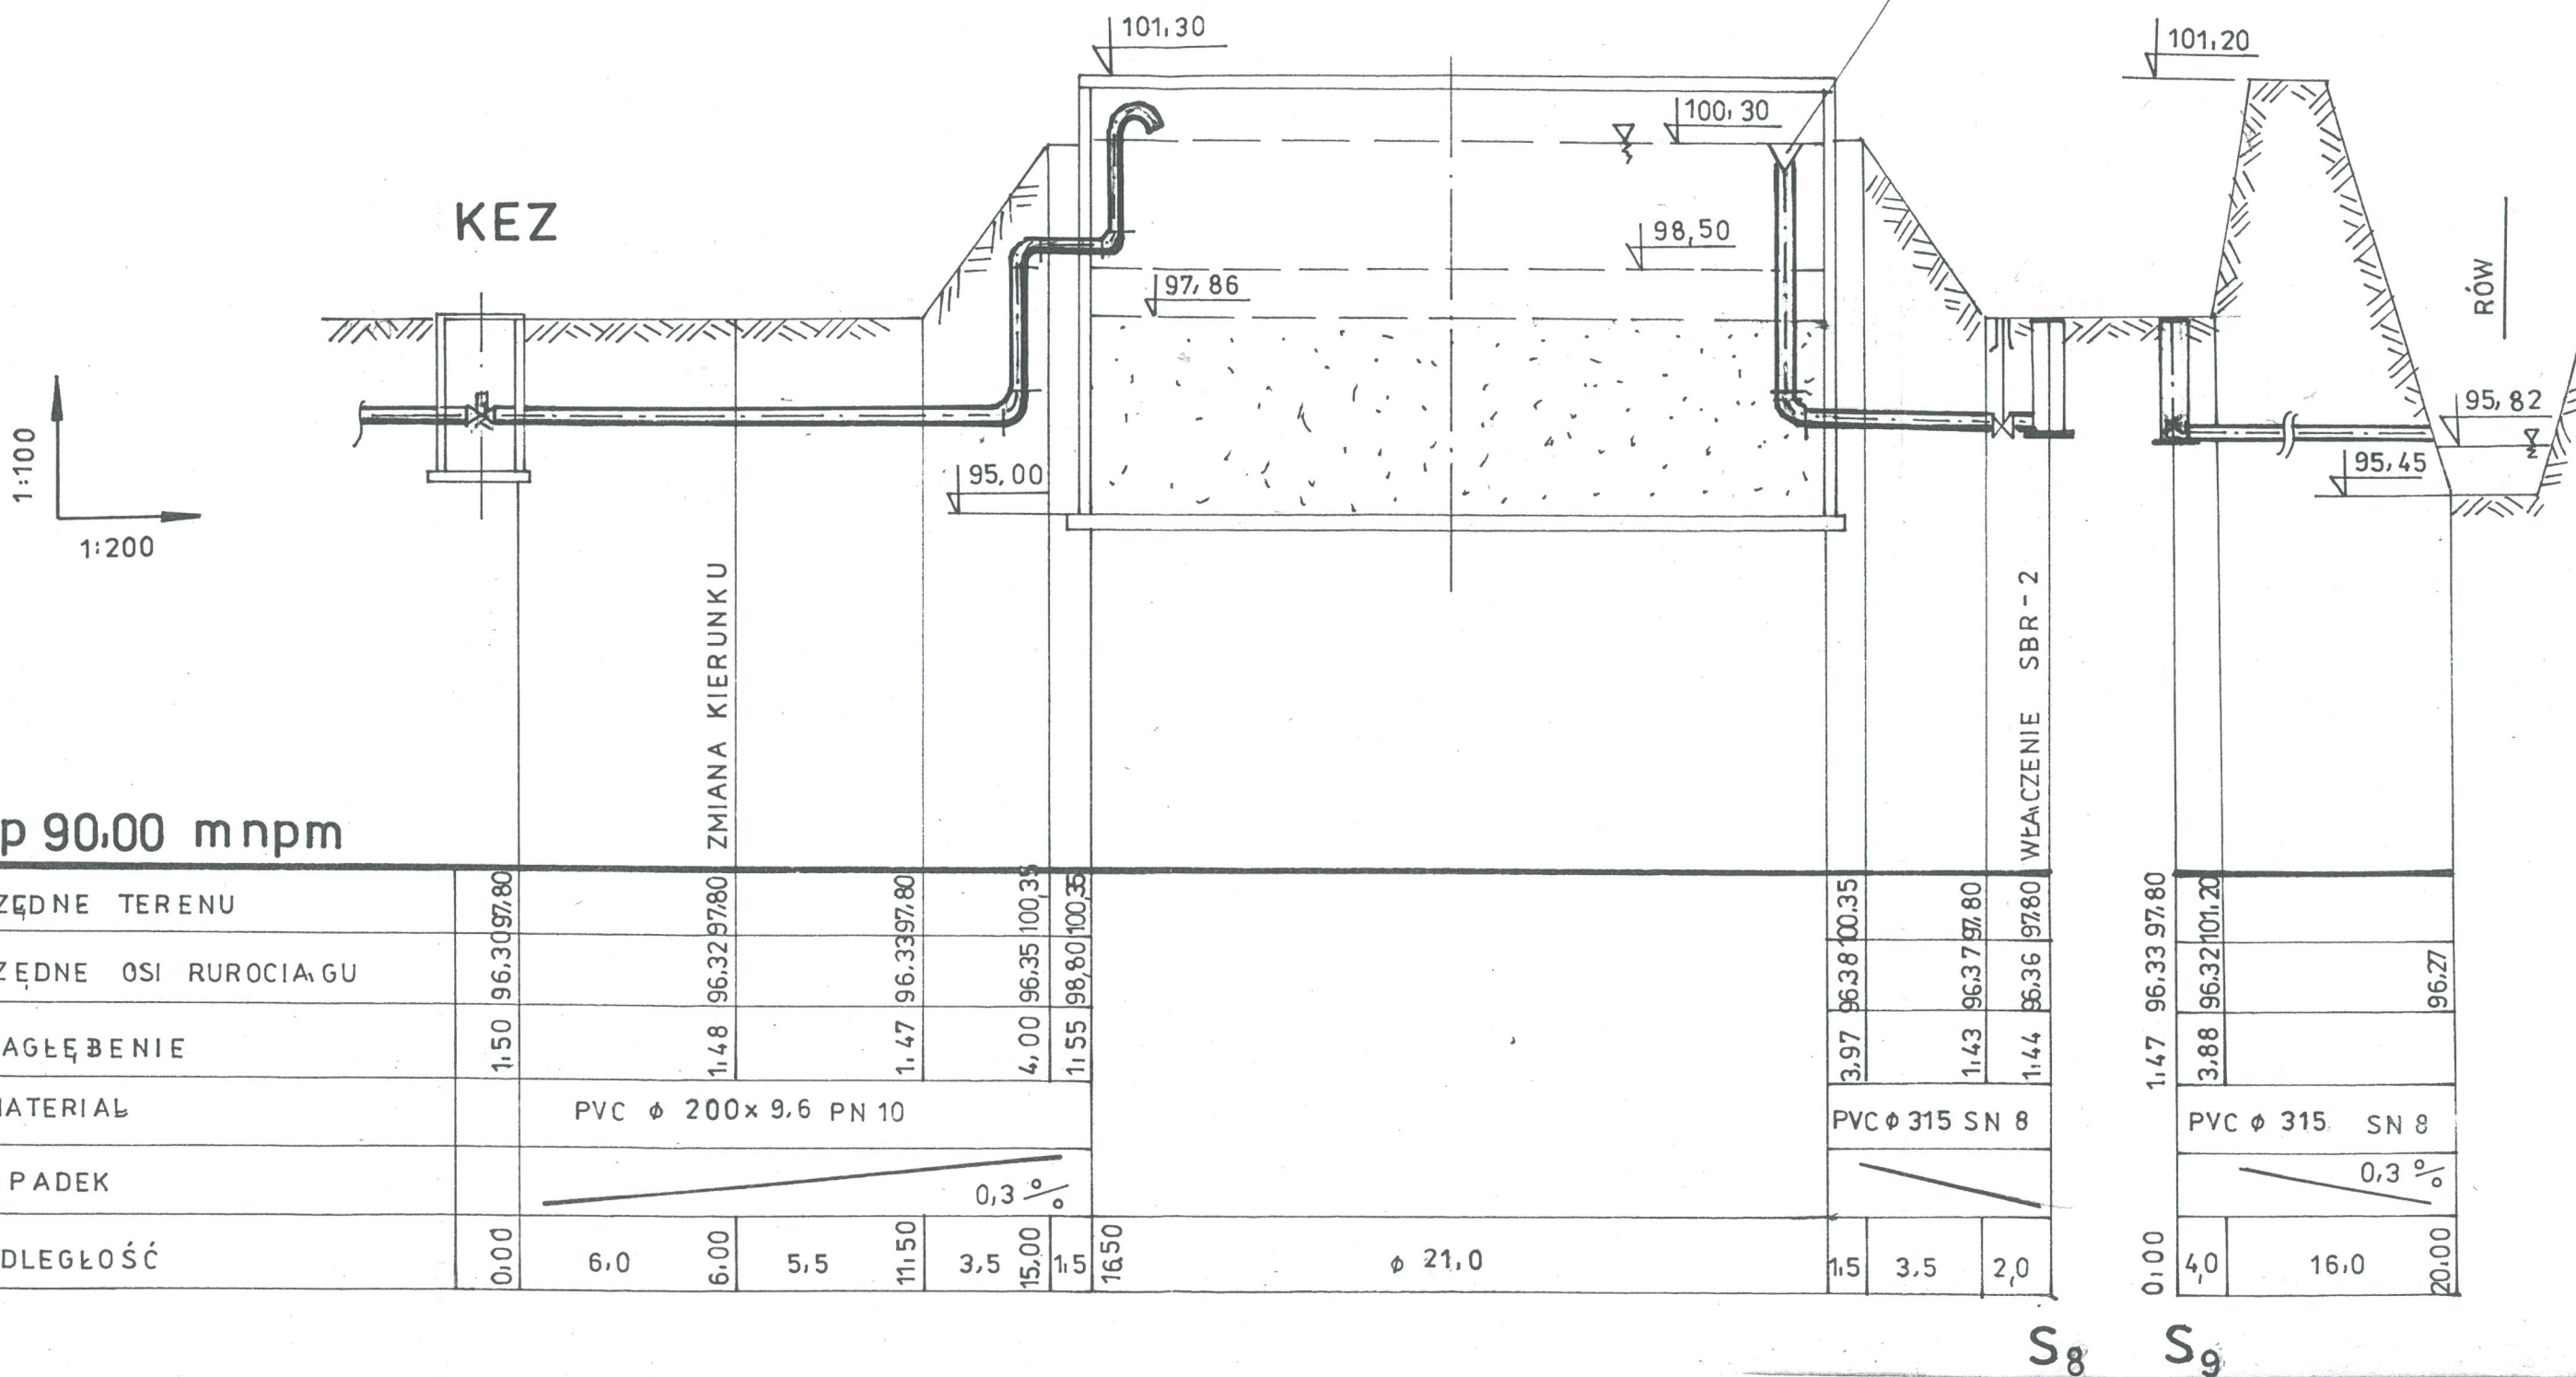 101,30
101,20
100,30
KEZ
98,50
97,86
RÓW
95,82
95,45
95,00
1:100
1:200
ZMIANA KIERUNKU
WŁĄCZENIE SBR-2
p 90,00 m npm
ZĘDNE TERENU 97,80 97,80 97,80 100,35 100,35 100,35 97,80 97,80 97,80 101,20
ZĘDNE OSI RUROCIĄGU 96,30 96,32 96,33 96,35 98,80 96,38 96,37 96,36 96,33 96,32 96,27
AGŁĘBENIE 1,50 1,48 1,47 4,00 1,55 3,97 1,43 1,44 1,47 3,88
MATERIAŁ PVC ϕ 200x9,6 PN 10 PVC ϕ 315 SN 8 PVC ϕ 315 SN 8
PADEK 0,3 % 0,3 %
DLEGŁOŚĆ 0,00 6,0 6,00 5,5 11,50 3,5 15,00 1,5 16,50 ϕ 21,0 1,5 3,5 2,0 0,00 4,0 16,0 20,00
S8 S9